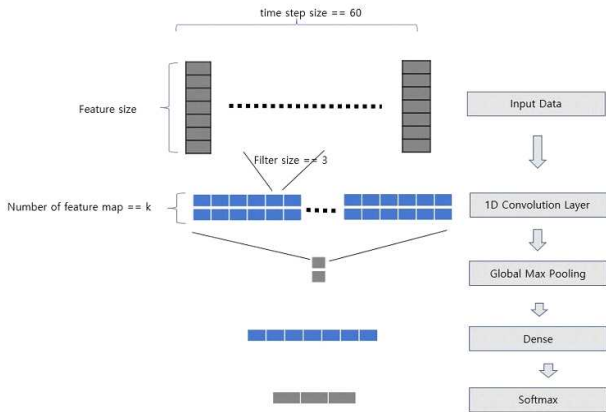 time step size == 60
Feature size
Input Data
Filter size == 3
Number of feature map == k
1D Convolution Layer
Global Max Pooling
Dense
Softmax